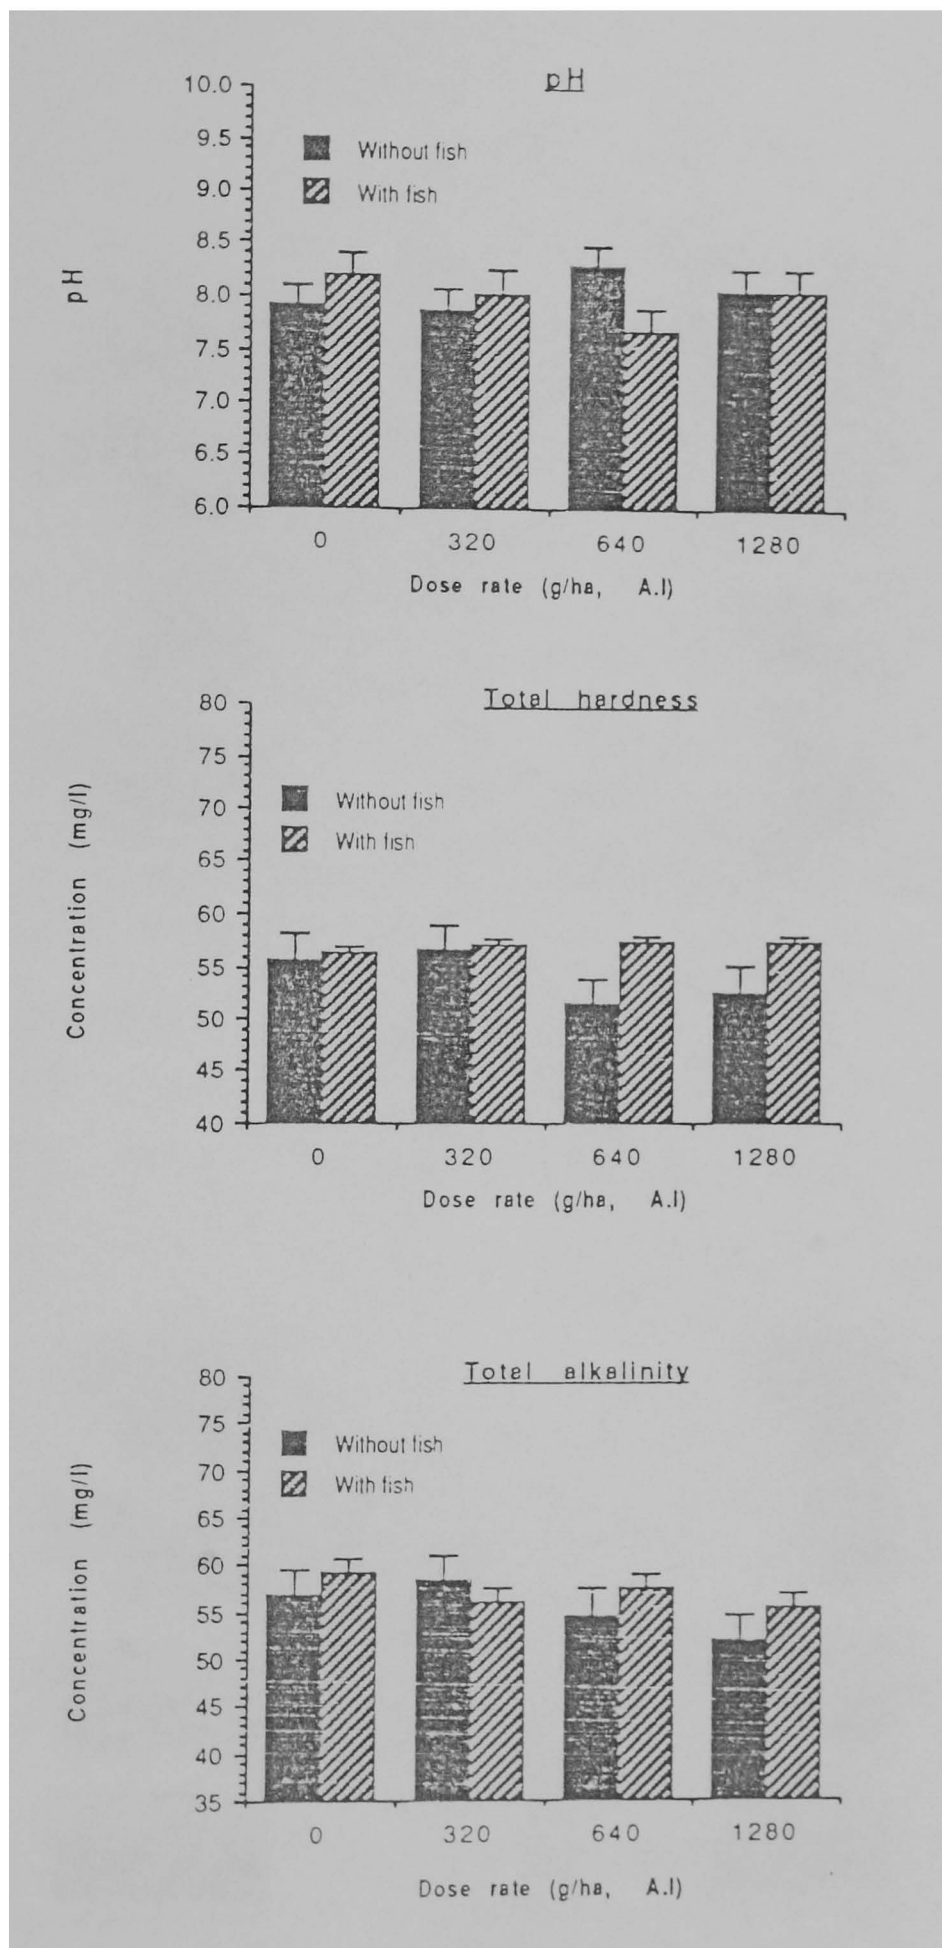 pH
10.0
9.5
9.0
8.5
8.0
7.5
7.0
6.5
6.0
pH
Without fish
With fish
0 320 640 1280
Dose rate (g/ha, A.I)
Total hardness
80
75
70
65
60
55
50
45
40
Concentration (mg/l)
Without fish
With fish
0 320 640 1280
Dose rate (g/ha, A.I)
Total alkalinity
80
75
70
65
60
55
50
45
40
35
Concentration (mg/l)
Without fish
With fish
0 320 640 1280
Dose rate (g/ha, A.I)